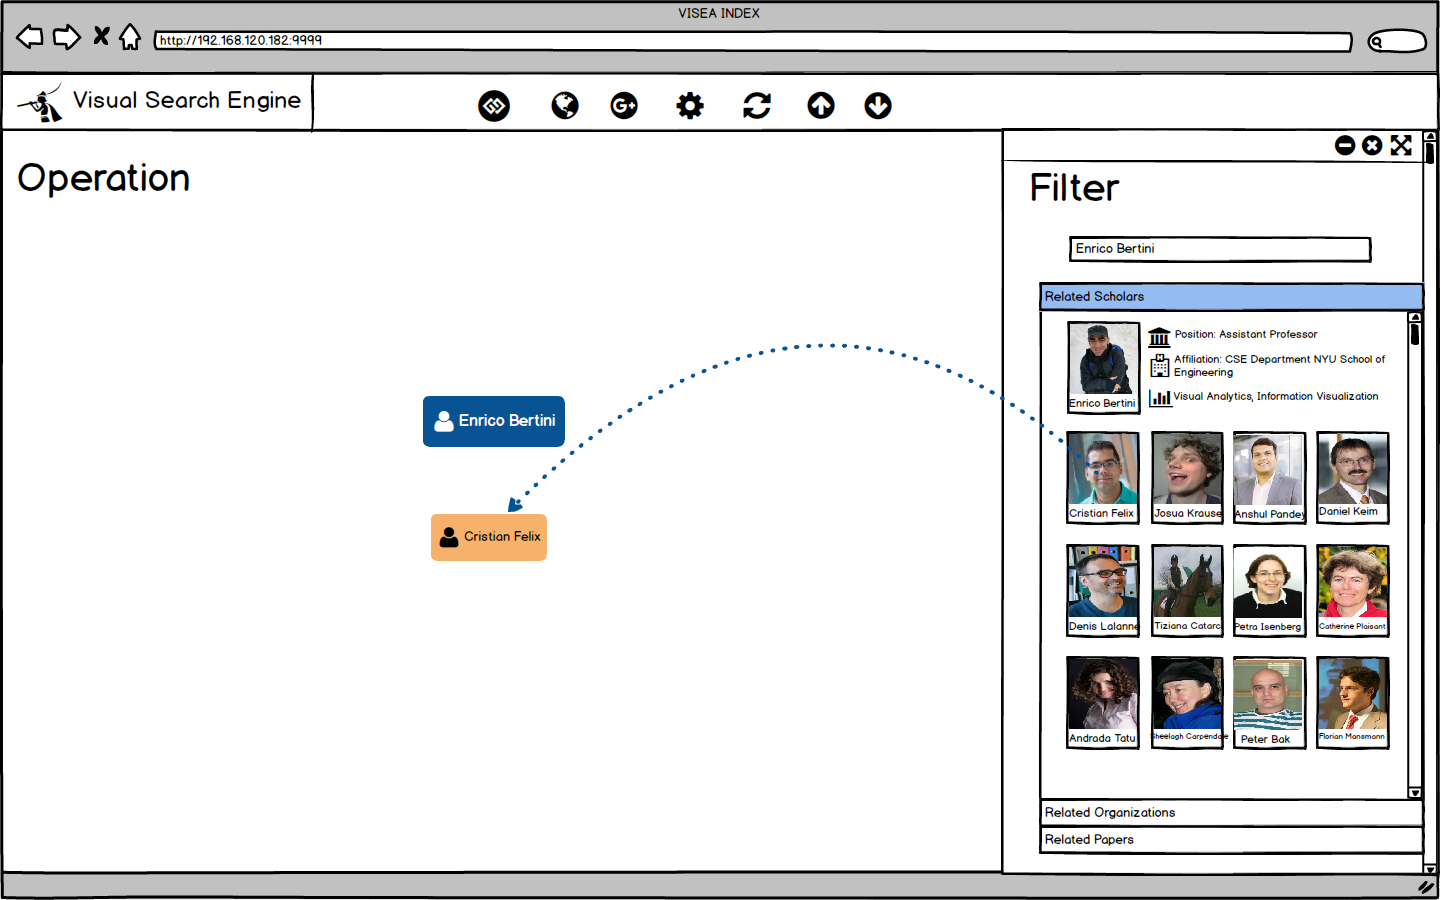 VISEA INDEX
http://192.168.120.182:9999
Visual Search Engine
Operation
Filter
Enrico Bertini
Related Scholars
Position: Assistant Professor
Affiliation: CSE Department NYU School of
Engineering
Visual Analytics, Information Visualization
Enrico Bertini
Enrico Bertini
Cristian Felix
Cristian Felix
Josua Krause
Anshul Pandey
Daniel Keim
Denis Lalanne
Tiziana Catarc
Petra Isenberg
Catherine Plaisant
Andrada Tatu
Sheelagh Carpendale
Peter Bak
Florian Mansmann
Related Organizations
Related Papers